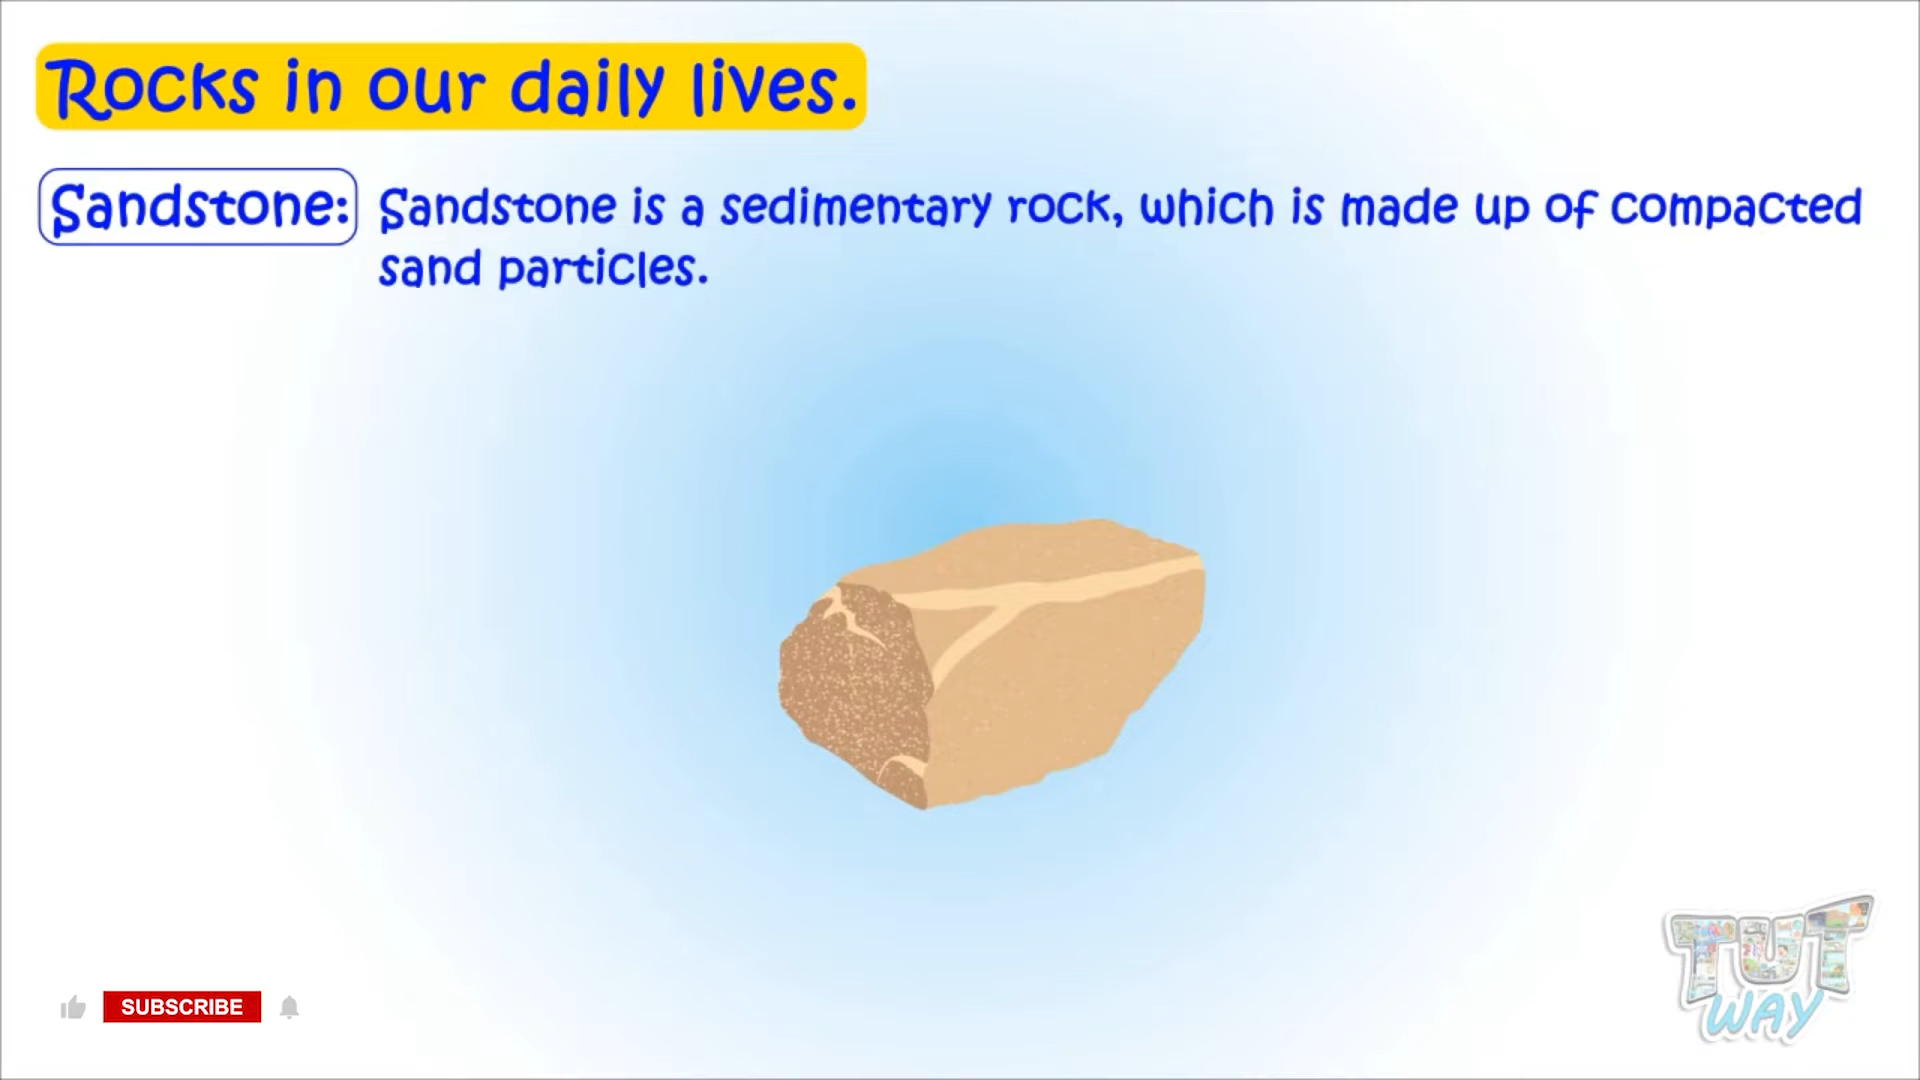 Rocks in our daily lives.
Sandstone: Sandstone is a sedimentary rock, which is made up of compacted
sand particles.
SUBSCRIBE
TUT
WAY